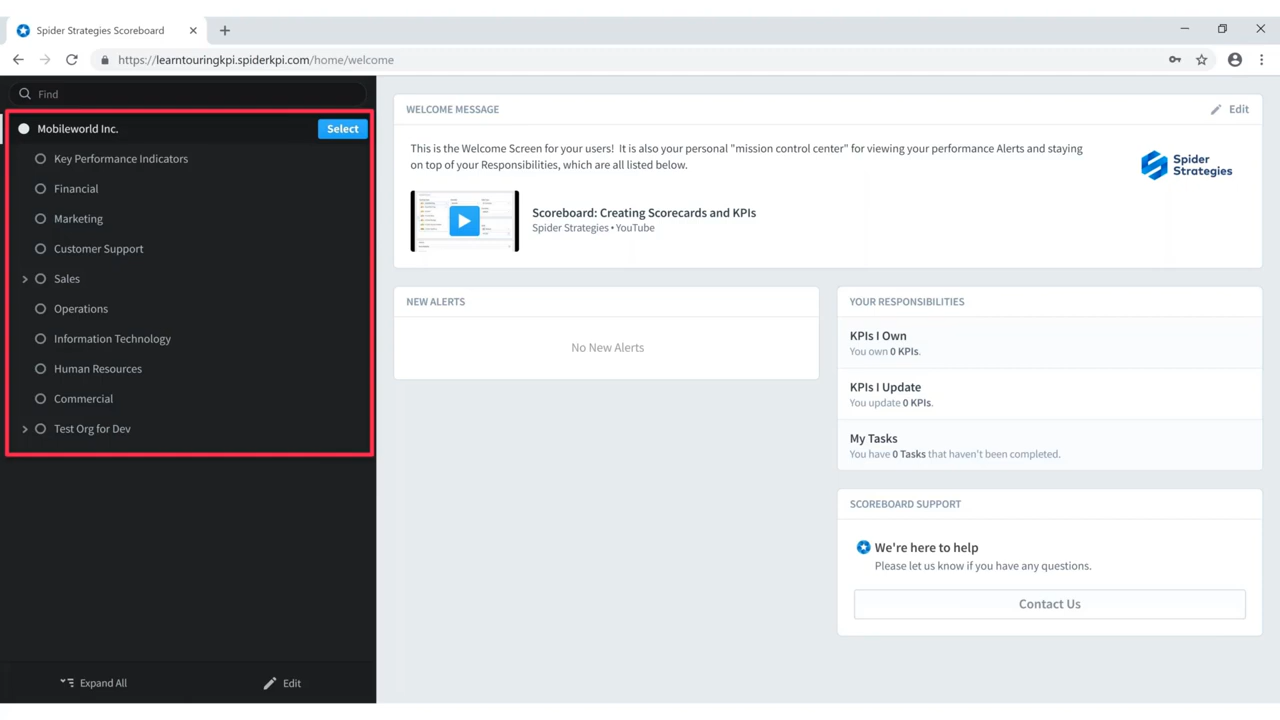 Spider Strategies Scoreboard
https://learntouringkpi.spiderkpi.com/home/welcome
Find
Mobileworld Inc.
Select
Key Performance Indicators
Financial
Marketing
Customer Support
Sales
Operations
Information Technology
Human Resources
Commercial
Test Org for Dev
Expand All
Edit
WELCOME MESSAGE
Edit
This is the Welcome Screen for your users! It is also your personal "mission control center" for viewing your performance Alerts and staying
on top of your Responsibilities, which are all listed below.
Spider
Strategies
Scoreboard: Creating Scorecards and KPIs
Spider Strategies • YouTube
NEW ALERTS
No New Alerts
YOUR RESPONSIBILITIES
KPIs I Own
You own 0 KPIs.
KPIs I Update
You update 0 KPIs.
My Tasks
You have 0 Tasks that haven't been completed.
SCOREBOARD SUPPORT
We're here to help
Please let us know if you have any questions.
Contact Us